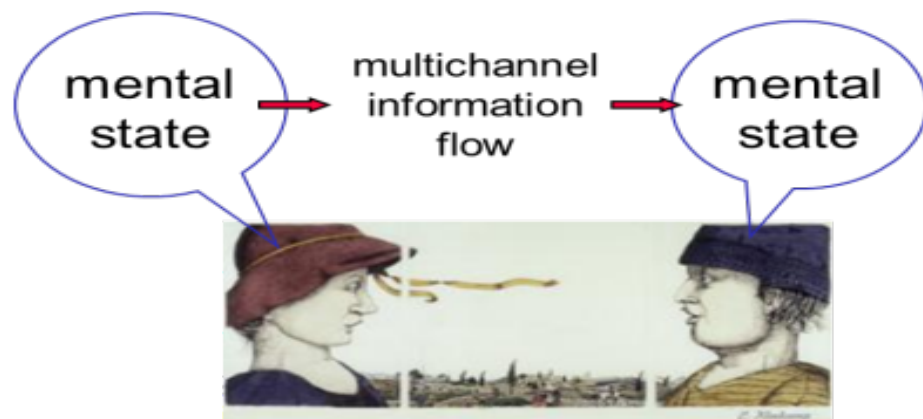 mental
state
multichannel
information
flow
mental
state